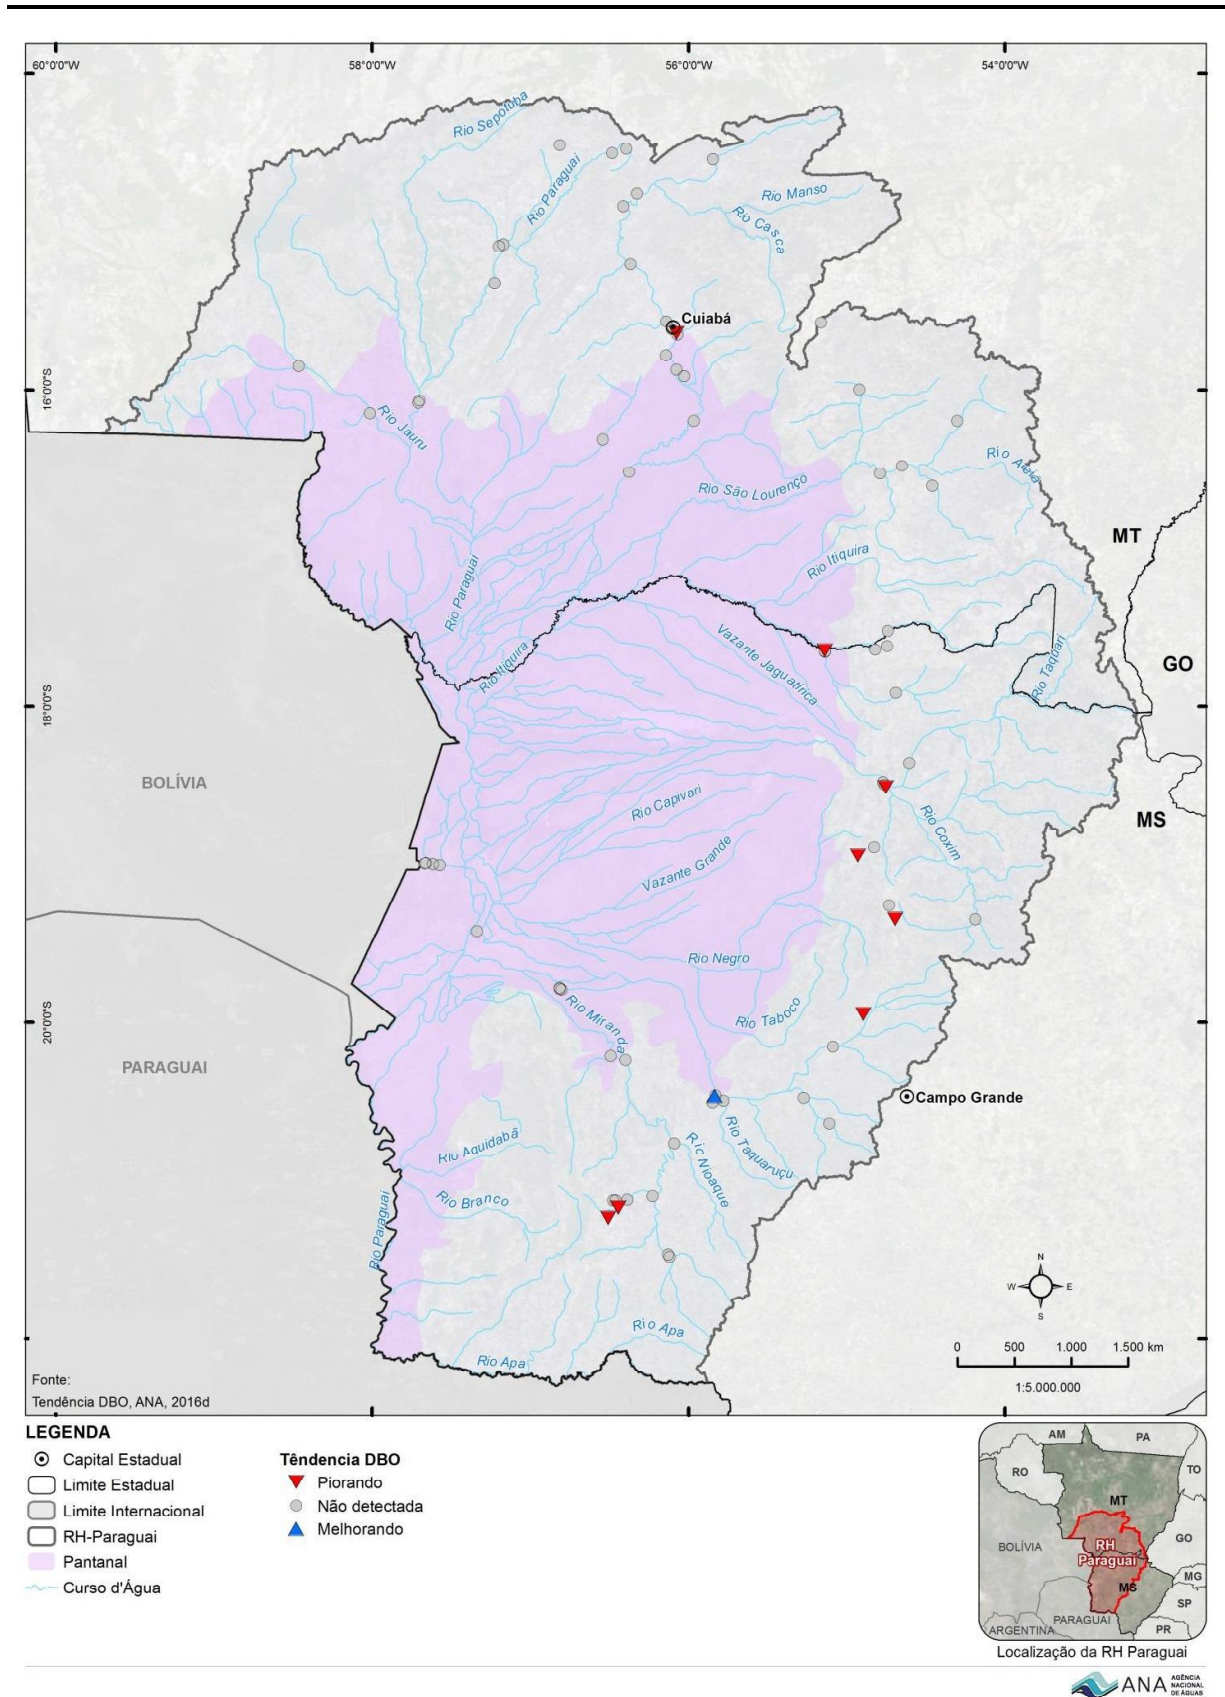 60°0'0"W
58°0'0"W
56°0'0"W
54°0'0"W
Rio Sepotuba
Rio Paraguai
Rio Manso
Rio Casca
Cuiabá
16°0'0"S
Rio Jauru
Rio São Lourenço
Rio Areia
MT
Rio Itiquira
Rio Paraguai
Vazante Jaguatirica
Rio Itiquira
Rio Taquari
GO
18°0'0"S
BOLÍVIA
Rio Capivari
Rio Coxim
MS
Vazante Grande
Rio Negro
Rio Miranda
Rio Taboco
20°0'0"S
PARAGUAI
Campo Grande
Rio Aquidabã
Rio Taquaruçu
Rio Nioaque
Rio Branco
Rio Paraguai
N
W
E
S
Rio Apa
Rio Apa
0 500 1.000 1.500 km
1:5.000.000
Fonte:
Tendência DBO, ANA, 2016d
LEGENDA
Capital Estadual
Limite Estadual
Limite Internacional
RH-Paraguai
Pantanal
Curso d'Água
Têndencia DBO
Piorando
Não detectada
Melhorando
AM
PA
RO
TO
MT
BOLÍVIA
GO
RH
Paraguai
MS
MG
SP
PARAGUAI
ARGENTINA
PR
Localização da RH Paraguai
ANA AGÊNCIA
NACIONAL
DE ÁGUAS